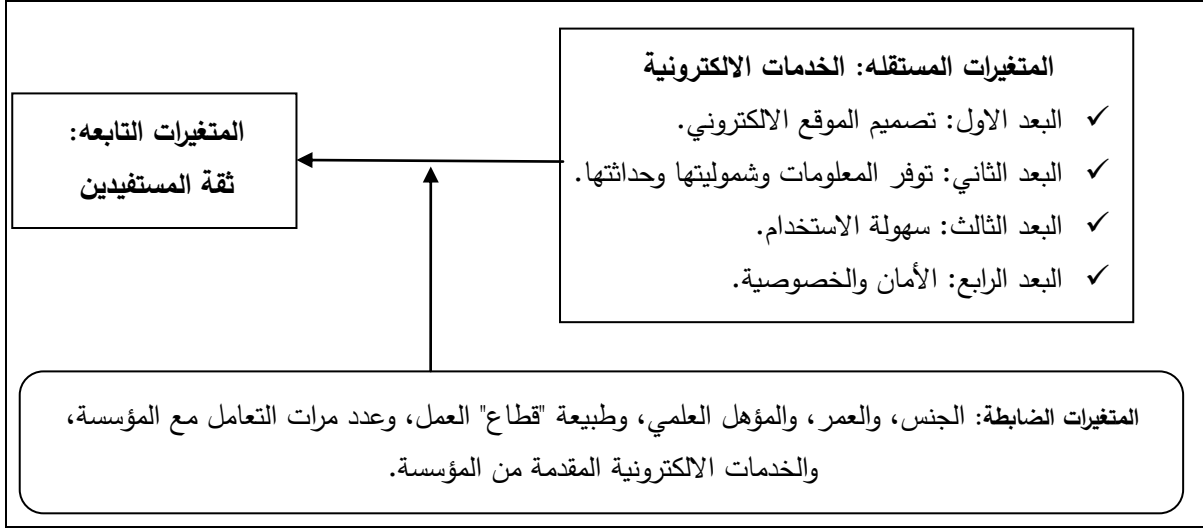 المتغيرات المستقله: الخدمات الالكترونية
✓ البعد الاول: تصميم الموقع الالكتروني.
✓ البعد الثاني: توفر المعلومات وشموليتها وحداثتها.
✓ البعد الثالث: سهولة الاستخدام.
✓ البعد الرابع: الأمان والخصوصية.
المتغيرات التابعه:
ثقة المستفيدين
المتغيرات الضابطة: الجنس، والعمر، والمؤهل العلمي، وطبيعة "قطاع" العمل، وعدد مرات التعامل مع المؤسسة،
والخدمات الالكترونية المقدمة من المؤسسة.